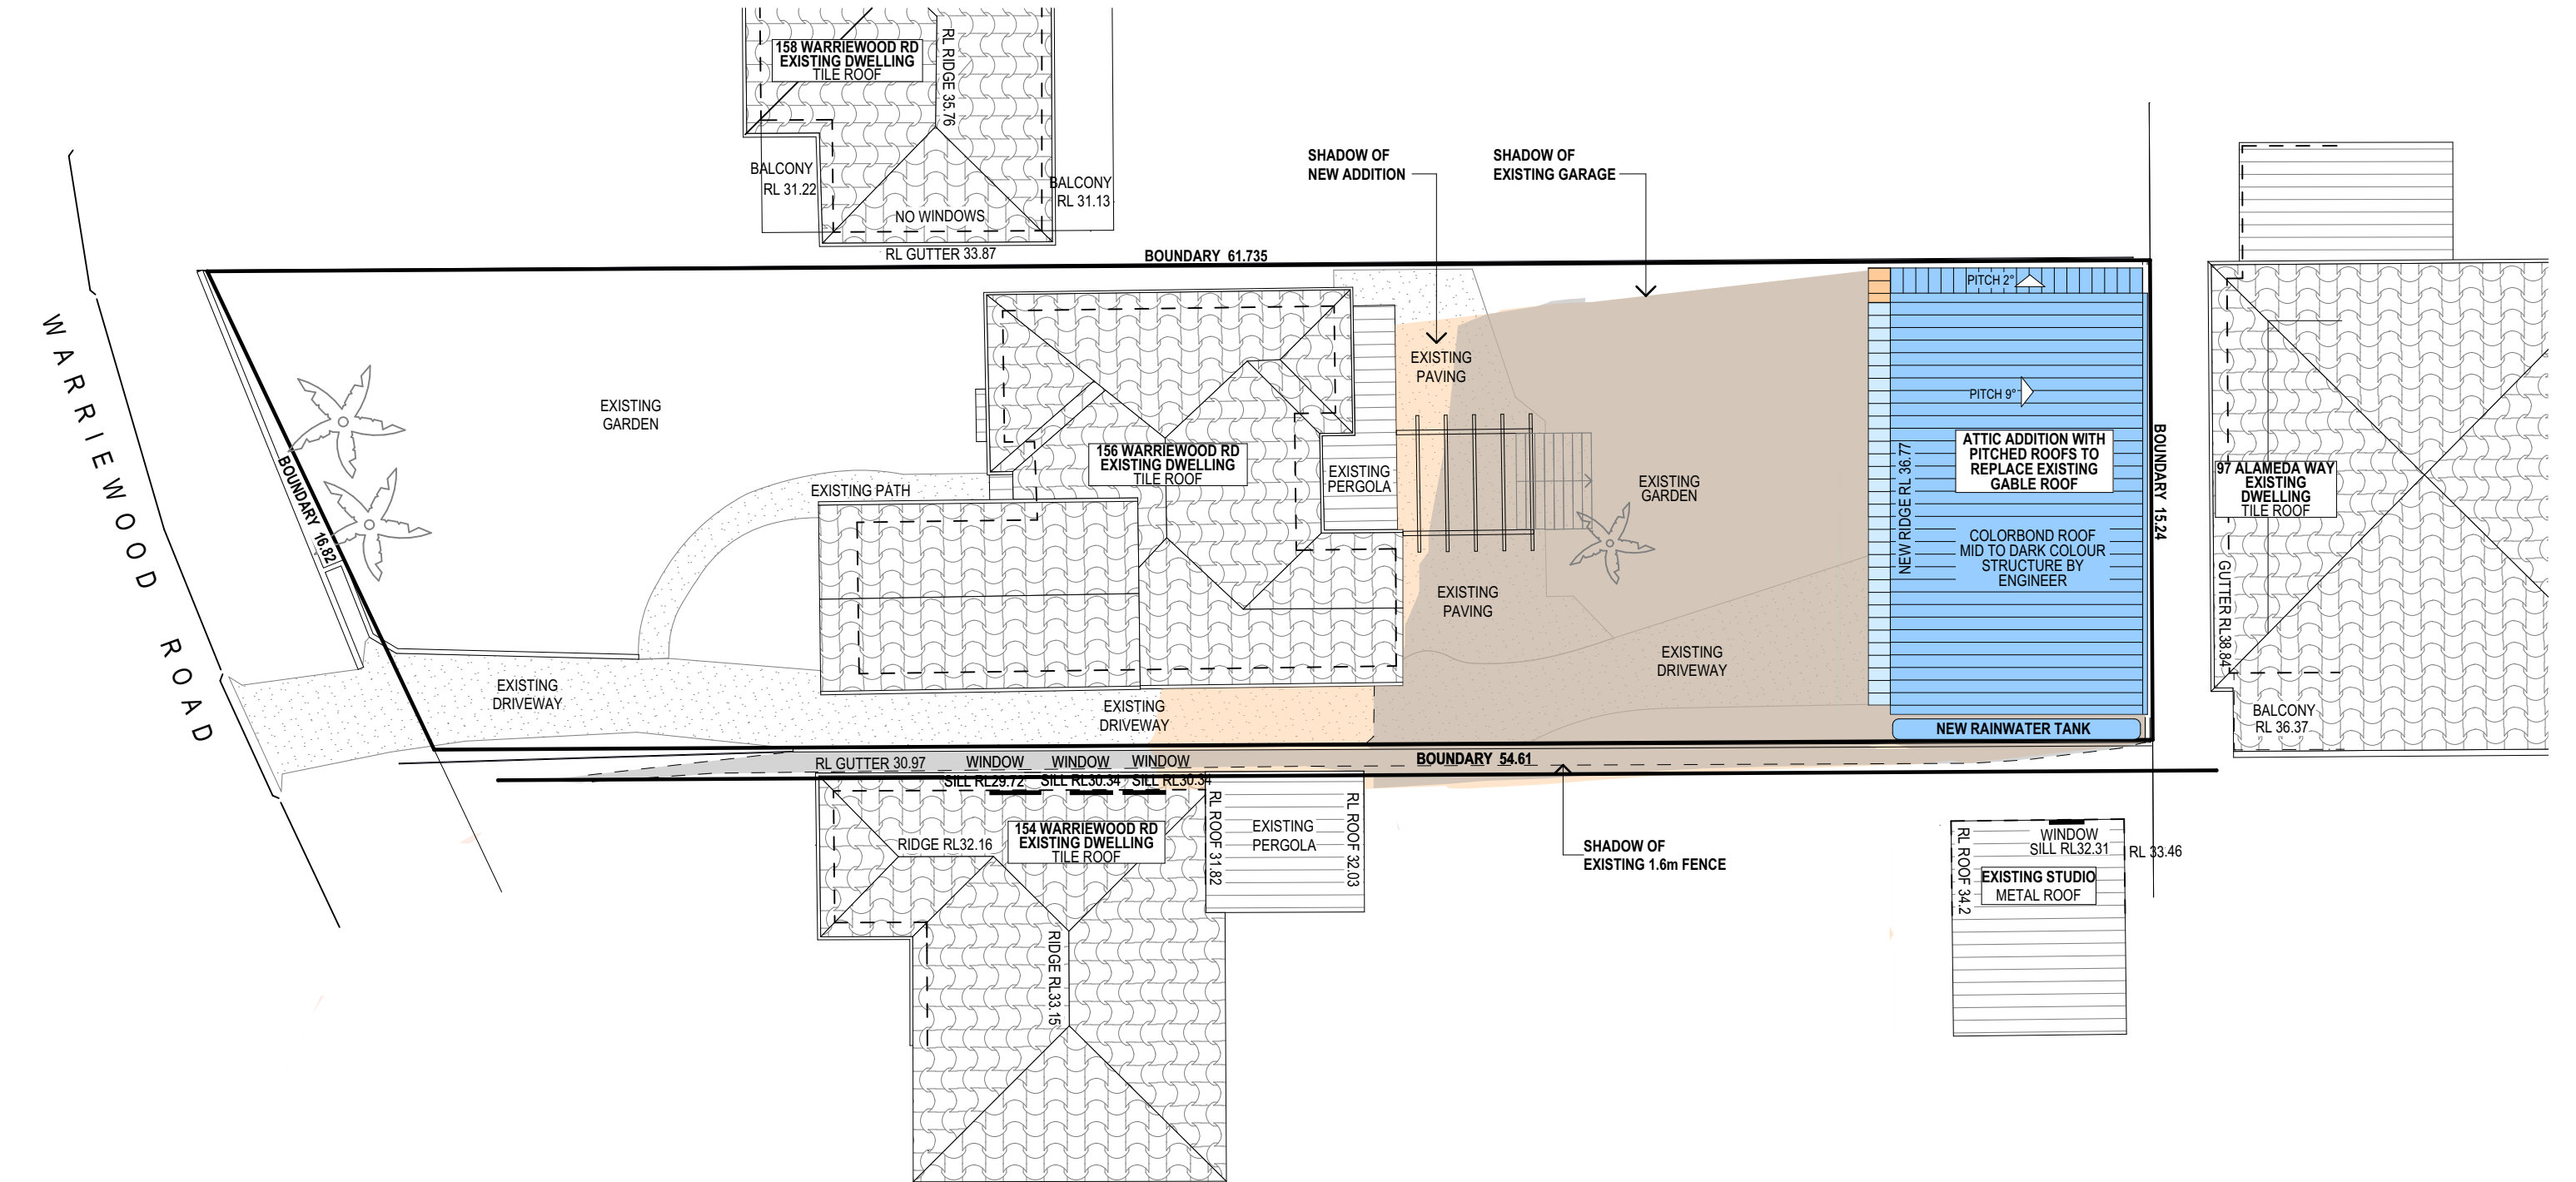 158 WARRIEWOOD RD
EXISTING DWELLING
TILE ROOF
RL RIDGE 35.76
BALCONY
RL 31.22
BALCONY
RL 31.13
NO WINDOWS
RL GUTTER 33.87
BOUNDARY 61.735
SHADOW OF
NEW ADDITION
SHADOW OF
EXISTING GARAGE
WARRIEWOOD ROAD
BOUNDARY 16.82
EXISTING
GARDEN
EXISTING PATH
EXISTING
DRIVEWAY
156 WARRIEWOOD RD
EXISTING DWELLING
TILE ROOF
EXISTING
PERGOLA
EXISTING
PAVING
EXISTING
PAVING
EXISTING
GARDEN
EXISTING
DRIVEWAY
EXISTING
DRIVEWAY
PITCH 2°
PITCH 9°
NEW RIDGE RL 36.77
ATTIC ADDITION WITH
PITCHED ROOFS TO
REPLACE EXISTING
GABLE ROOF
COLORBOND ROOF
MID TO DARK COLOUR
STRUCTURE BY
ENGINEER
NEW RAINWATER TANK
BOUNDARY 15.24
97 ALAMEDA WAY
EXISTING
DWELLING
TILE ROOF
GUTTER RL38.84
BALCONY
RL 36.37
BOUNDARY 54.61
RL GUTTER 30.97
WINDOW
WINDOW
WINDOW
SILL RL29.72
SILL RL30.34
SILL RL30.34
154 WARRIEWOOD RD
EXISTING DWELLING
TILE ROOF
RIDGE RL32.16
RIDGE RL33.15
RL ROOF 31.82
EXISTING
PERGOLA
RL ROOF 32.03
SHADOW OF
EXISTING 1.6m FENCE
RL ROOF 34.2
WINDOW
SILL RL32.31
RL 33.46
EXISTING STUDIO
METAL ROOF